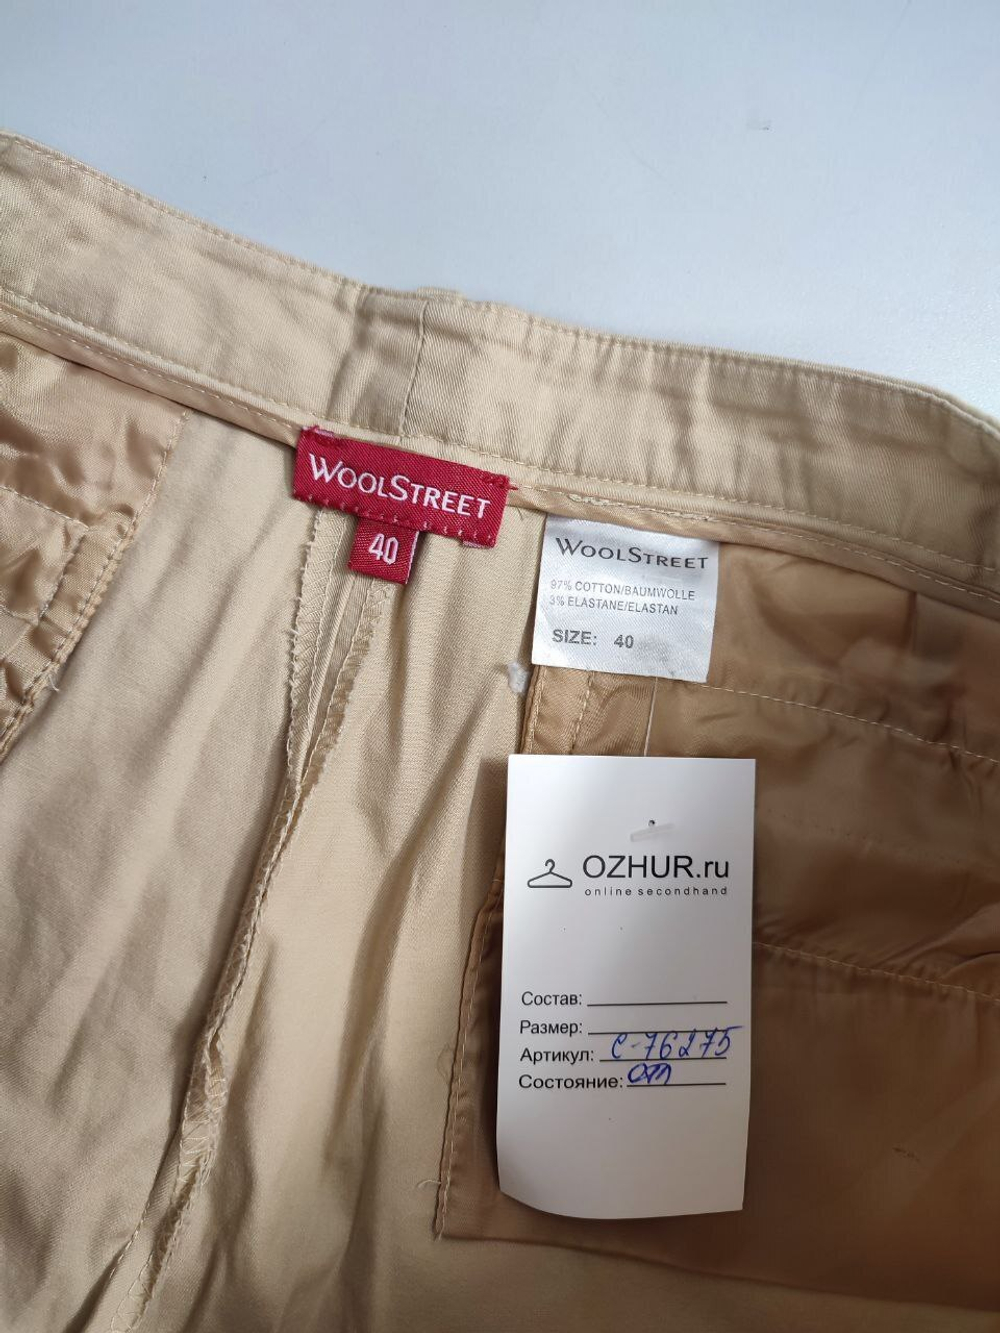 WOOLSTREET
40
WOOLSTREET
97% COTTON/BAUMWOLLE
3% ELASTANE/ELASTAN
SIZE: 40
OZHUR.ru
online secondhand
Состав:
Размер:
Артикул: с-76275
Состояние: отл